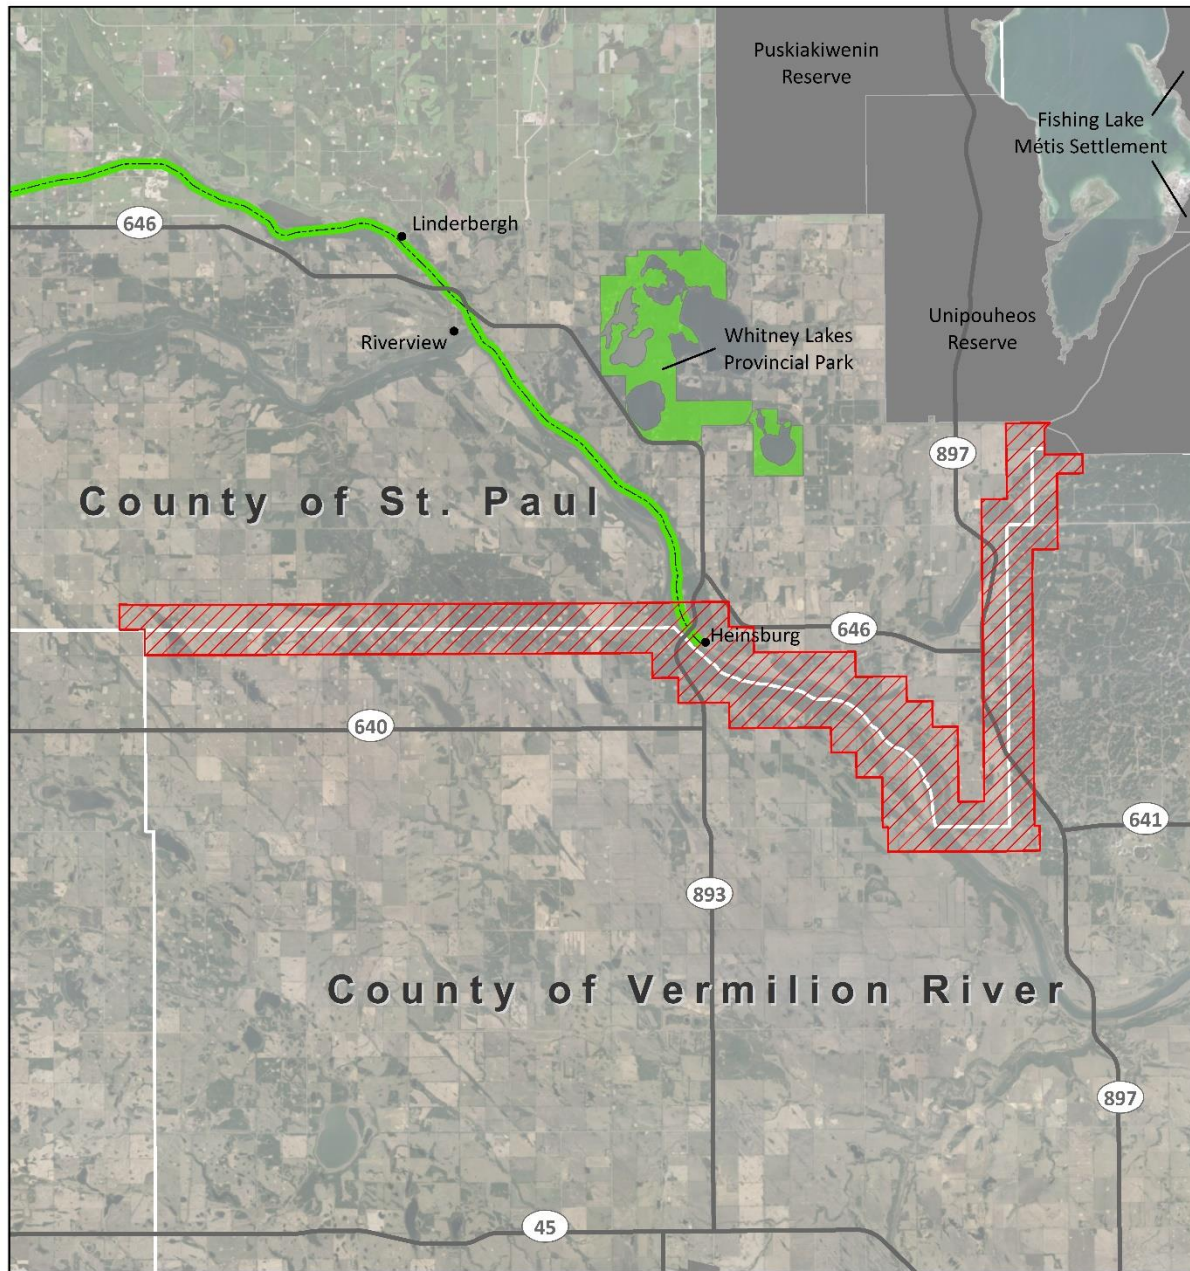 Puskiakiwenin
Reserve
Fishing Lake
Métis Settlement
646
Linderbergh
Unipouheos
Reserve
Riverview
Whitney Lakes
Provincial Park
897
County of St. Paul
646
Heinsburg
640
641
893
County of Vermilion River
897
45